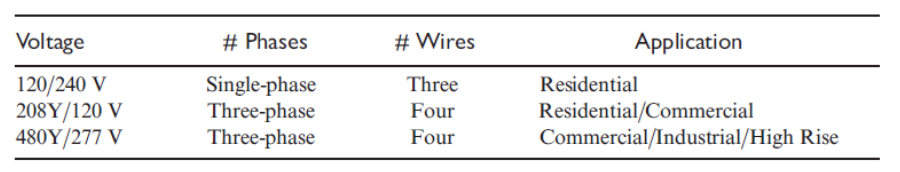 Voltage # Phases # Wires Application
120/240 V Single-phase Three Residential
208Y/120 V Three-phase Four Residential/Commercial
480Y/277 V Three-phase Four Commercial/Industrial/High Rise